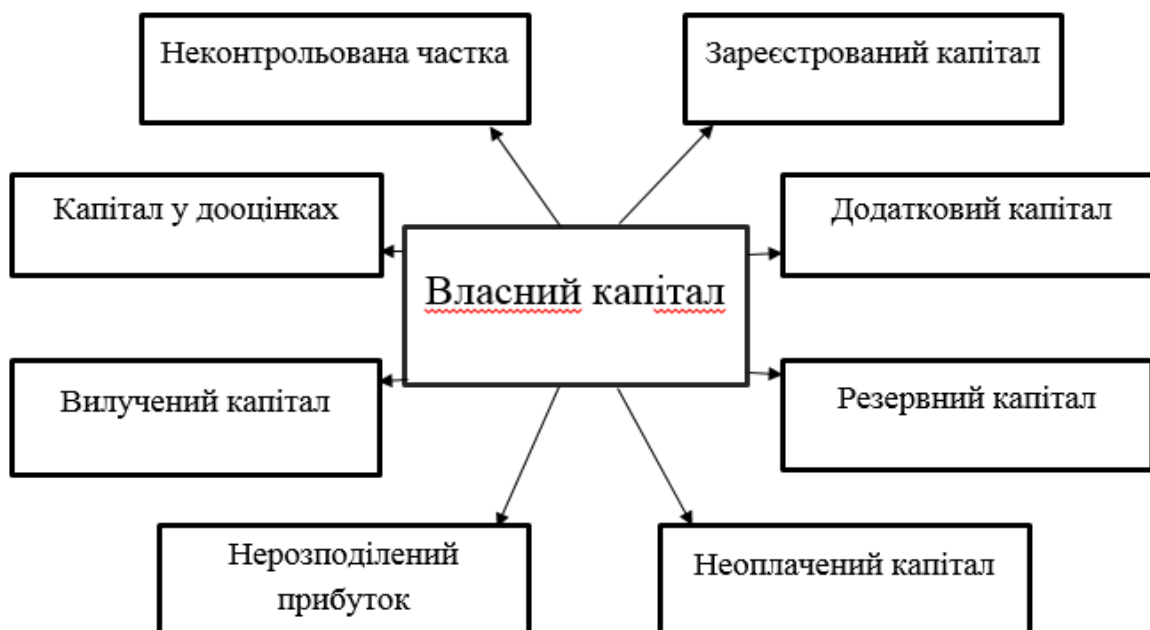 Неконтрольована частка
Зареєстрований капітал
Капітал у дооцінках
Додатковий капітал
Власний капітал
Вилучений капітал
Резервний капітал
Нерозподілений
прибуток
Неоплачений капітал